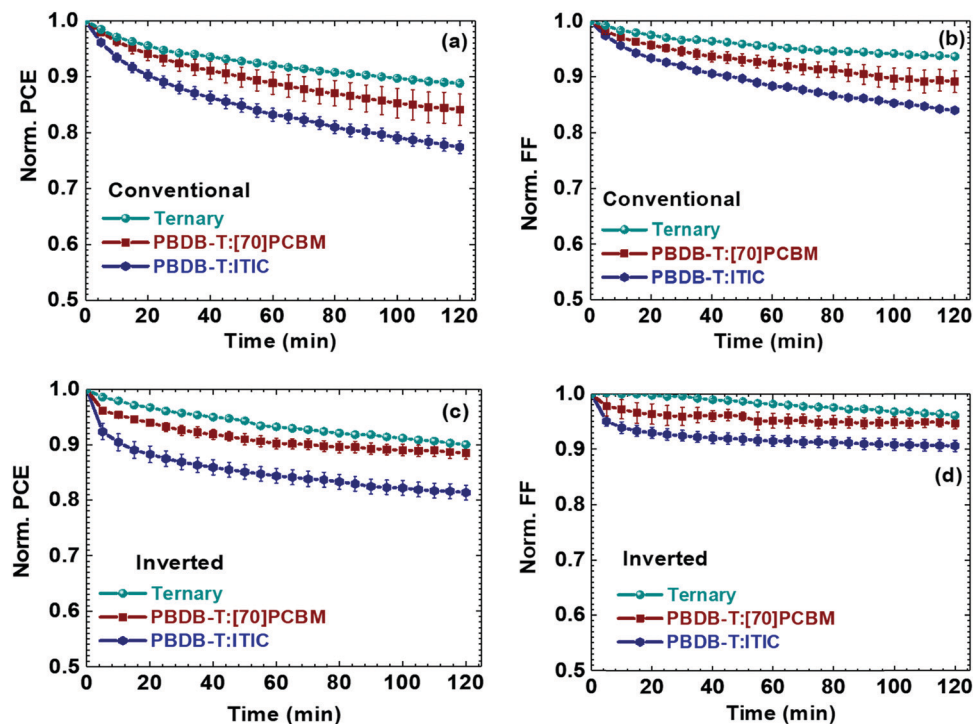 (a)
Norm. PCE
1.0
0.9
0.8
0.7
0.6
0.5
Conventional
Ternary
PBDB-T:[70]PCBM
PBDB-T:ITIC
0 20 40 60 80 100 120
Time (min)
(b)
Norm. FF
1.0
0.9
0.8
0.7
0.6
0.5
Conventional
Ternary
PBDB-T:[70]PCBM
PBDB-T:ITIC
0 20 40 60 80 100 120
Time (min)
(c)
Norm. PCE
1.0
0.9
0.8
0.7
0.6
0.5
Inverted
Ternary
PBDB-T:[70]PCBM
PBDB-T:ITIC
0 20 40 60 80 100 120
Time (min)
(d)
Norm. FF
1.0
0.9
0.8
0.7
0.6
0.5
Inverted
Ternary
PBDB-T:[70]PCBM
PBDB-T:ITIC
0 20 40 60 80 100 120
Time (min)